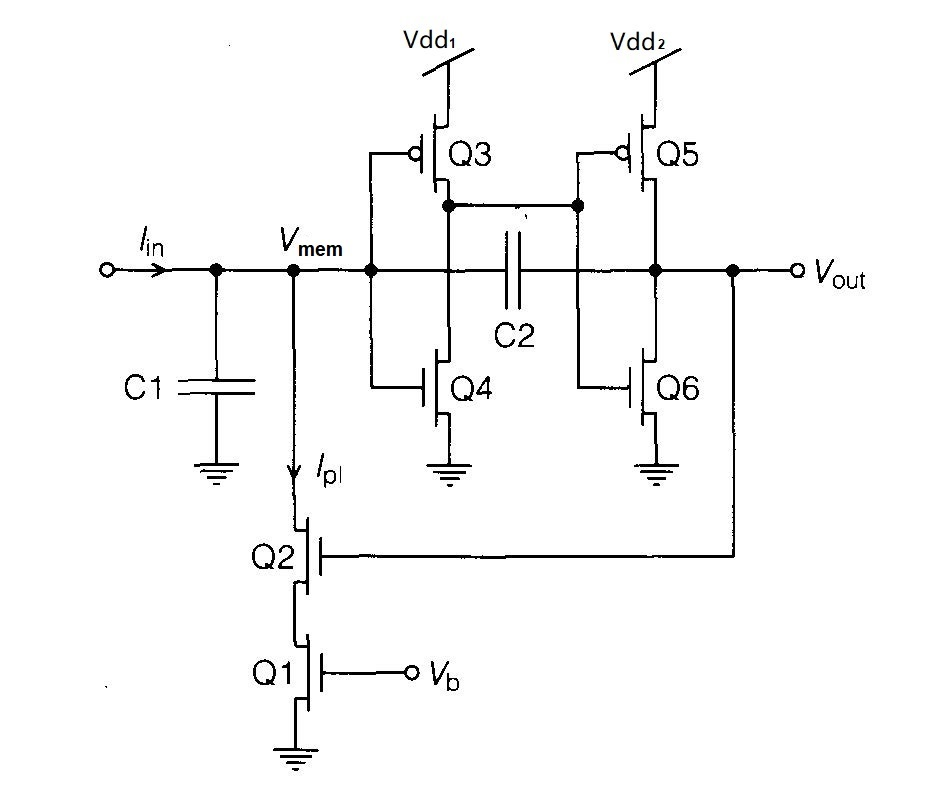 Vdd₁ Vdd₂
Q3 Q5
Iin Vmem
Vout
C2
C1 Q4 Q6
Ipl
Q2
Q1 Vb